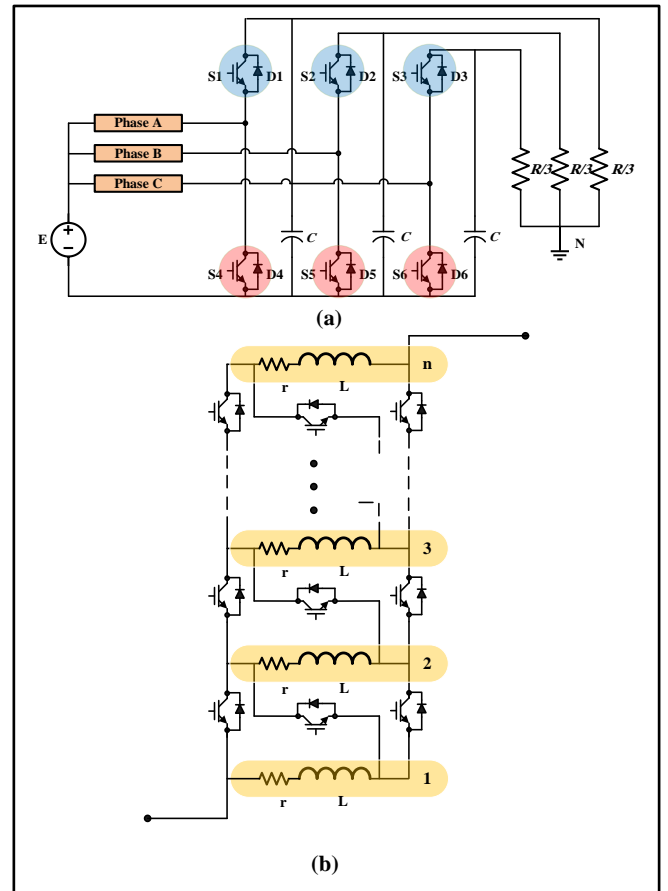 S1 D1 S2 D2 S3 D3
Phase A
Phase B
Phase C
R/3 R/3 R/3
E
C C C
N
S4 D4 S5 D5 S6 D6
(a)
n
r L
3
r L
2
r L
1
r L
(b)